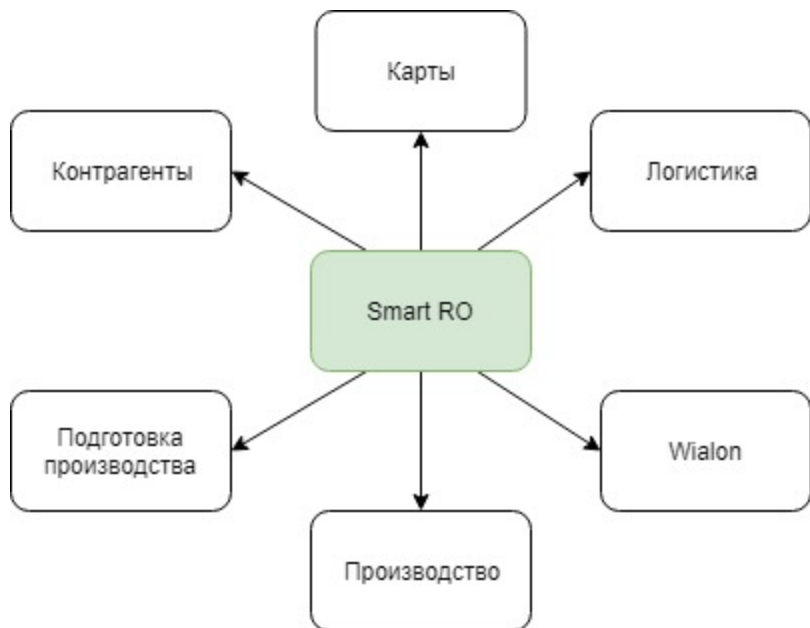 Карты
Контрагенты
Логистика
Smart RO
Подготовка
производства
Wialon
Производство